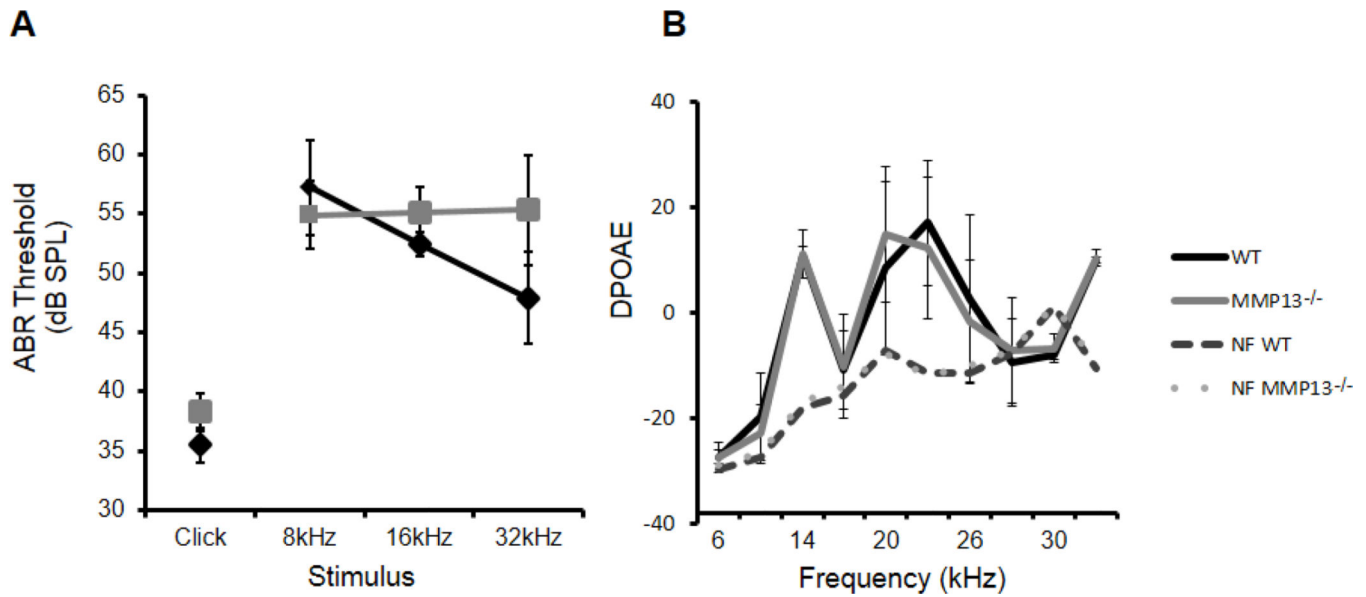 A
65
60
55
50
45
40
35
30
ABR Threshold
(dB SPL)
Click 8kHz 16kHz 32kHz
Stimulus
B
40
20
0
-20
-40
DPOAE
6 14 20 26 30
Frequency (kHz)
WT
MMP13-/-
NF WT
NF MMP13-/-